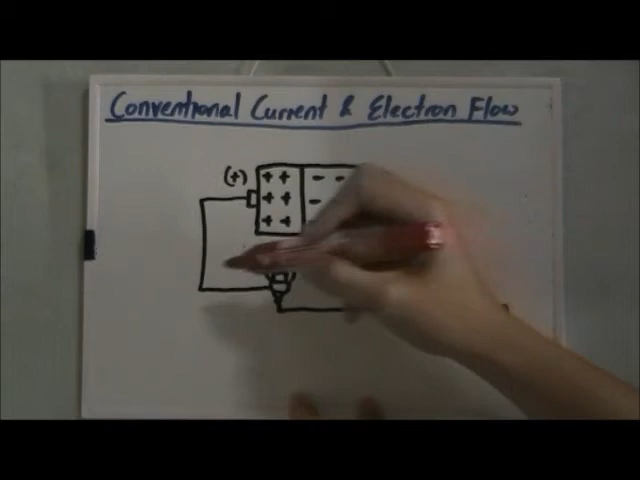 Conventional Current & Electron Flow
(+) + + - -
+ + -
+ +